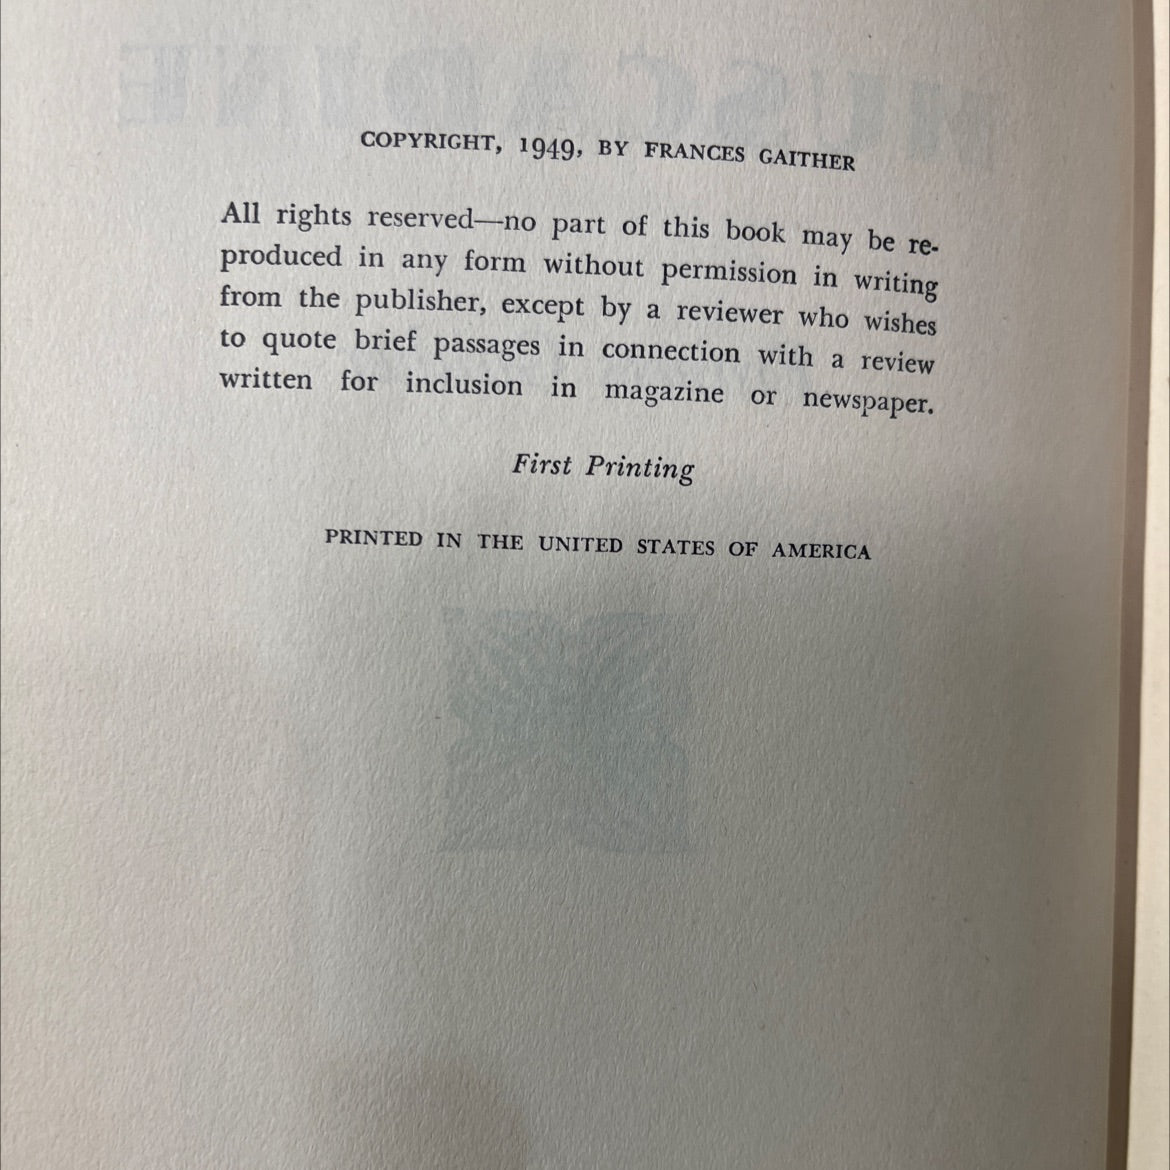 COPYRIGHT, 1949, BY FRANCES GAITHER
All rights reserved—no part of this book may be re-
produced in any form without permission in writing
from the publisher, except by a reviewer who wishes
to quote brief passages in connection with a review
written for inclusion in magazine or newspaper.
First Printing
PRINTED IN THE UNITED STATES OF AMERICA